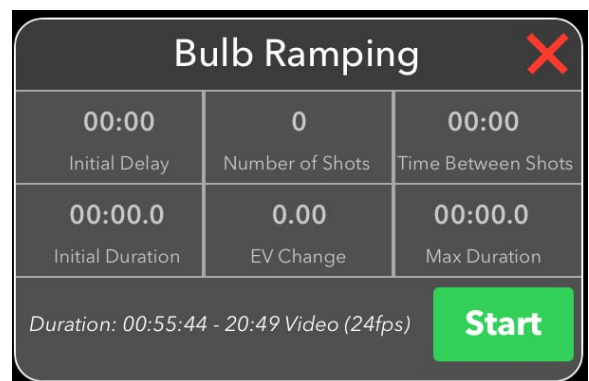 Bulb Ramping
00:00 0 00:00
Initial Delay Number of Shots Time Between Shots
00:00.0 0.00 00:00.0
Initial Duration EV Change Max Duration
Duration: 00:55:44 - 20:49 Video (24fps) Start